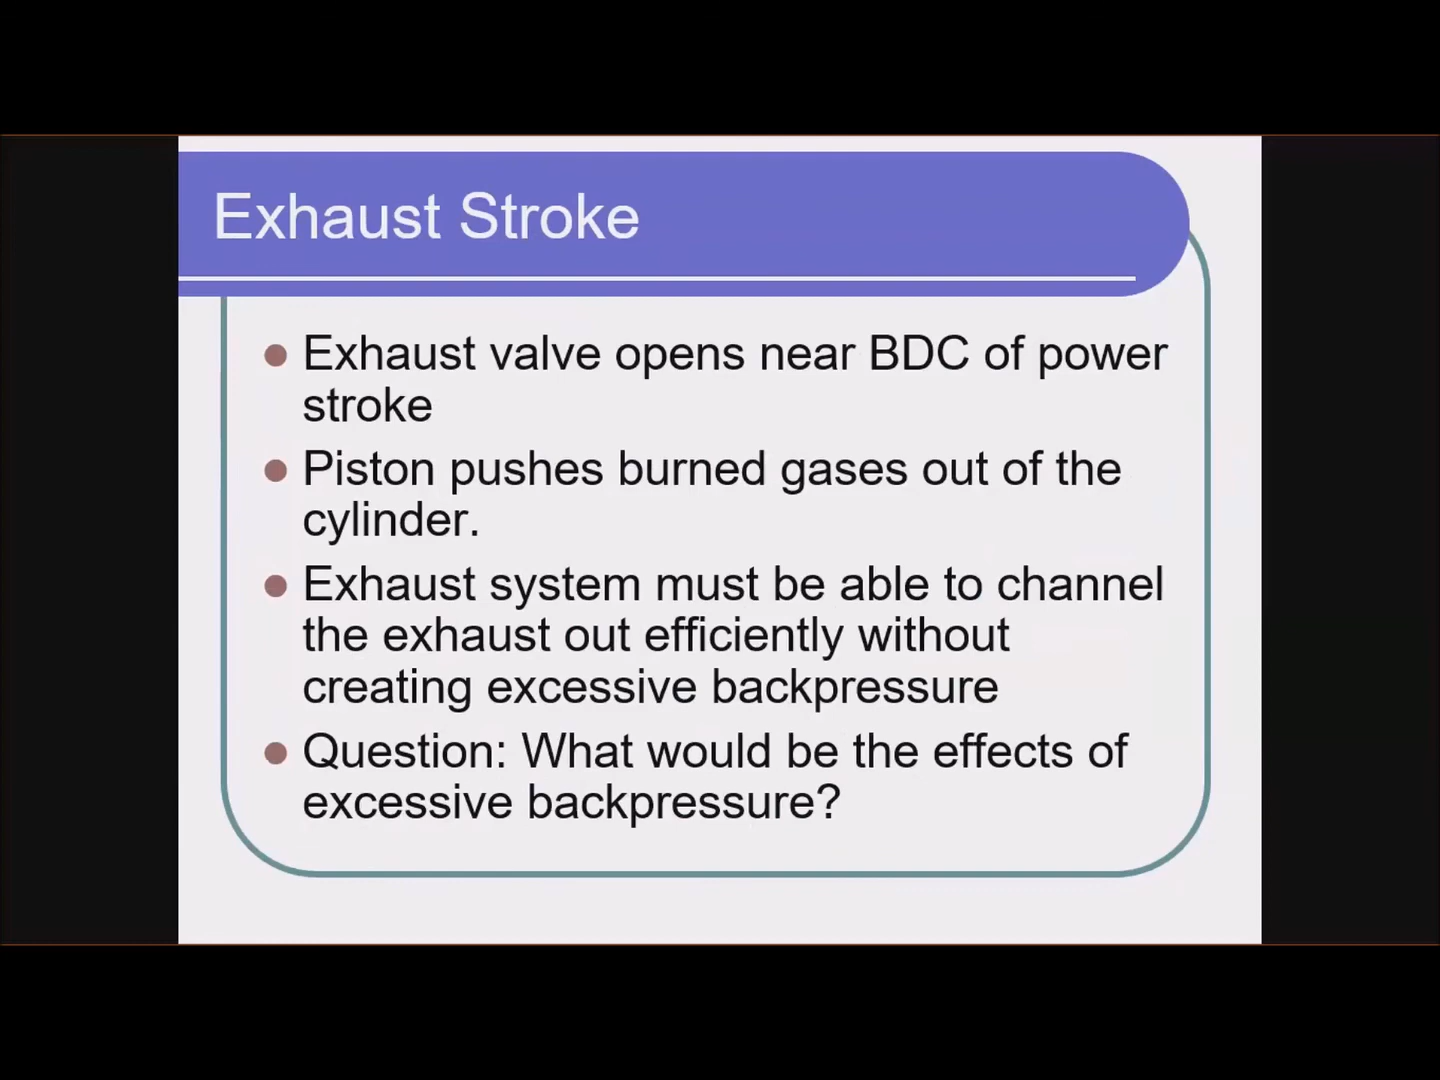 Exhaust Stroke
Exhaust valve opens near BDC of power
stroke
Piston pushes burned gases out of the
cylinder.
Exhaust system must be able to channel
the exhaust out efficiently without
creating excessive backpressure
Question: What would be the effects of
excessive backpressure?